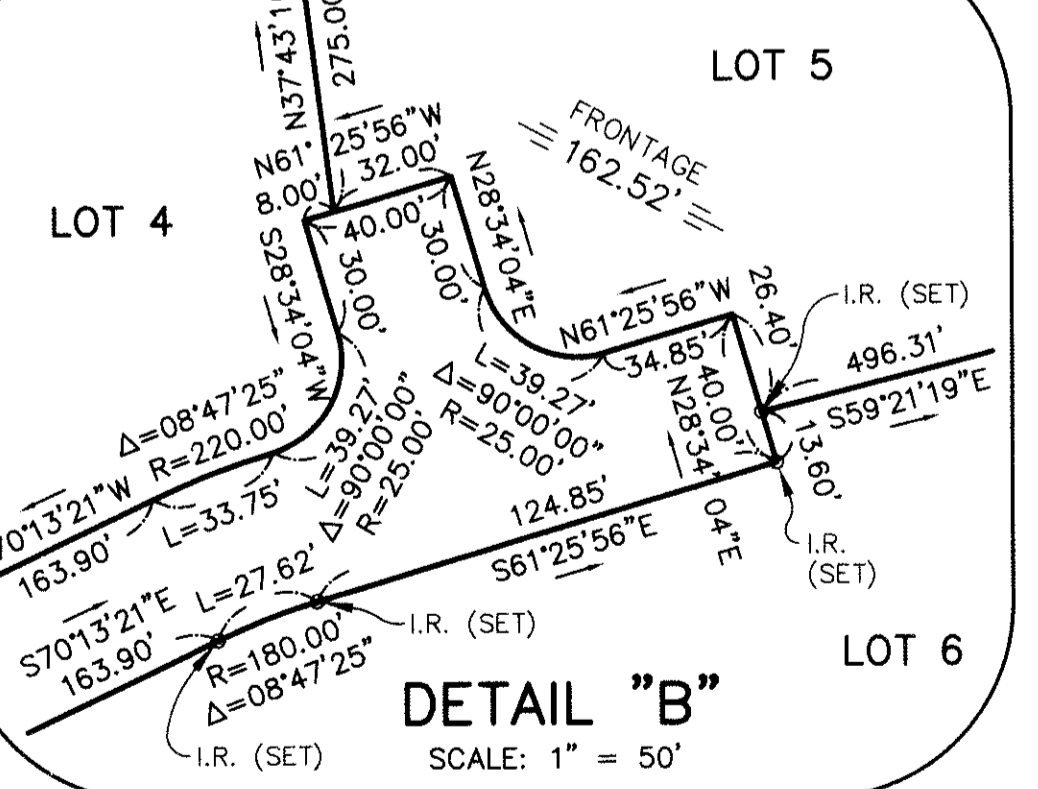 N37°43'1
275.00
LOT 5
N61° 25'56"W
8.00'
32.00'
40.00'
FRONTAGE
162.52'
LOT 4
S28°34'04"W
30.00'
30.00'
N28°34'04"E
N61°25'56"W
34.85'
26.40'
I.R. (SET)
496.31'
S59°21'19"E
40.00'
N28°34' 04"E
13.60'
L=39.27'
Δ=90°00'00"
R=25.00'
L=39.27'
Δ=90°00'00"
R=25.00'
Δ=08°47'25"
R=220.00'
L=33.75'
70°13'21"W
163.90'
124.85'
S61°25'56"E
I.R.
(SET)
L=27.62'
S70°13'21"E
163.90'
R=180.00'
Δ=08°47'25"
I.R. (SET)
I.R. (SET)
LOT 6
DETAIL "B"
SCALE: 1" = 50'